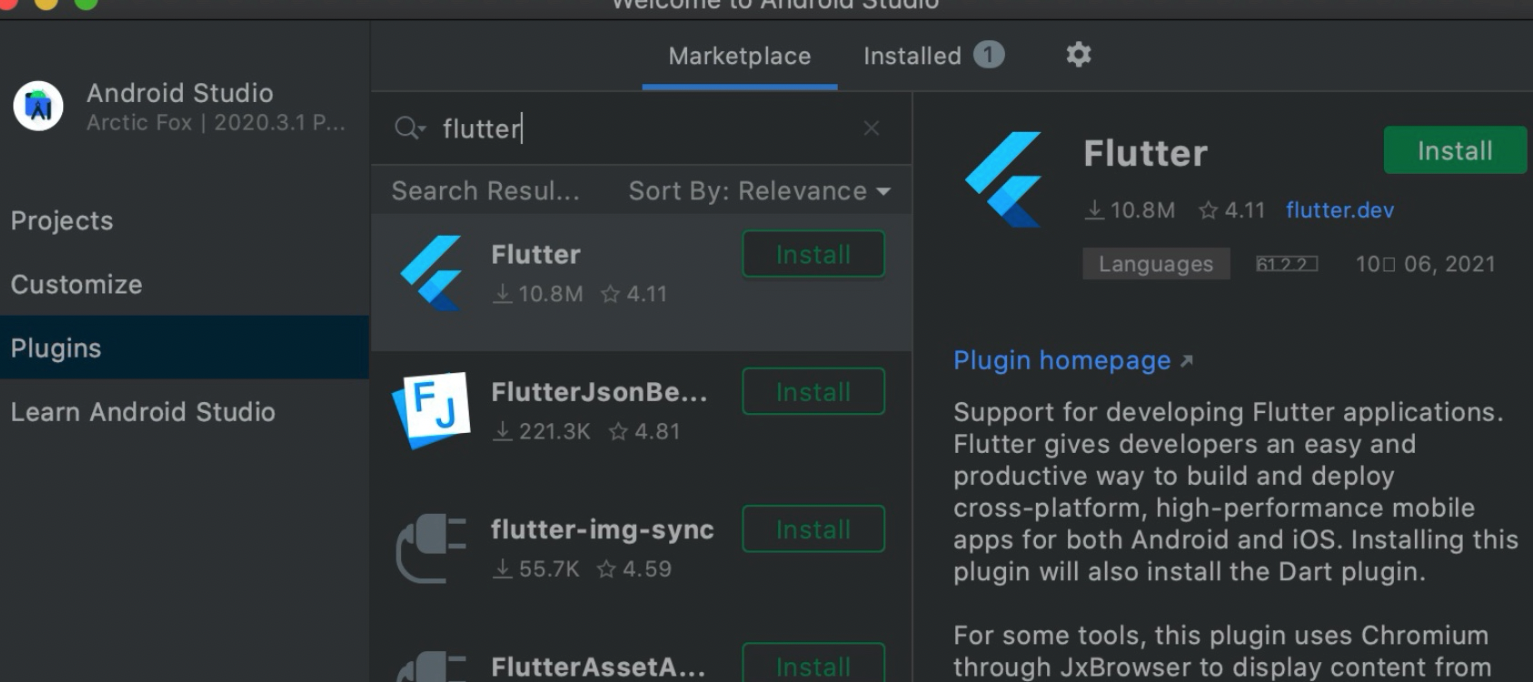 Welcome to Android Studio
Android Studio
Arctic Fox | 2020.3.1 P...
Projects
Customize
Plugins
Learn Android Studio
Marketplace
Installed 1
flutter
Search Resul... Sort By: Relevance
Flutter
Install
10.8M 4.11
FlutterJsonBe...
Install
221.3K 4.81
FJ
flutter-img-sync
Install
55.7K 4.59
FlutterAssetA...
Install
Flutter
Install
10.8M 4.11 flutter.dev
Languages 61.2.2 10 06, 2021
Plugin homepage
Support for developing Flutter applications.
Flutter gives developers an easy and
productive way to build and deploy
cross-platform, high-performance mobile
apps for both Android and iOS. Installing this
plugin will also install the Dart plugin.
For some tools, this plugin uses Chromium
through JxBrowser to display content from